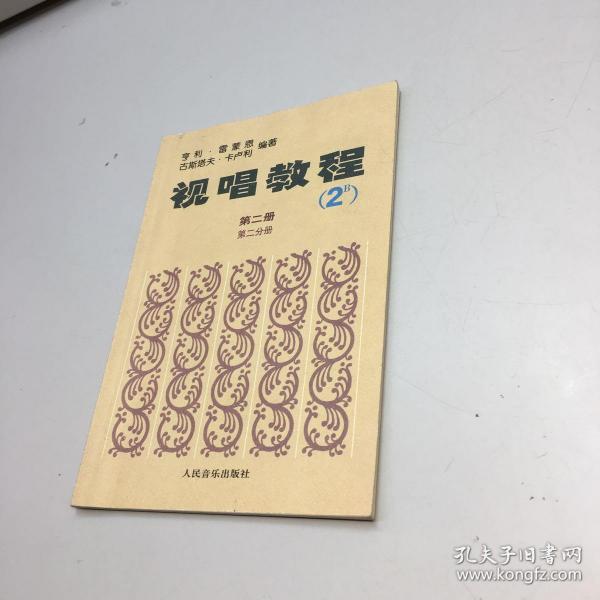 亨利·雷蒙恩
古斯塔夫·卡卢利 编著
视唱教程
(2B)
第二册
第二分册
人民音乐出版社
孔夫子旧书网
www.kongfz.com